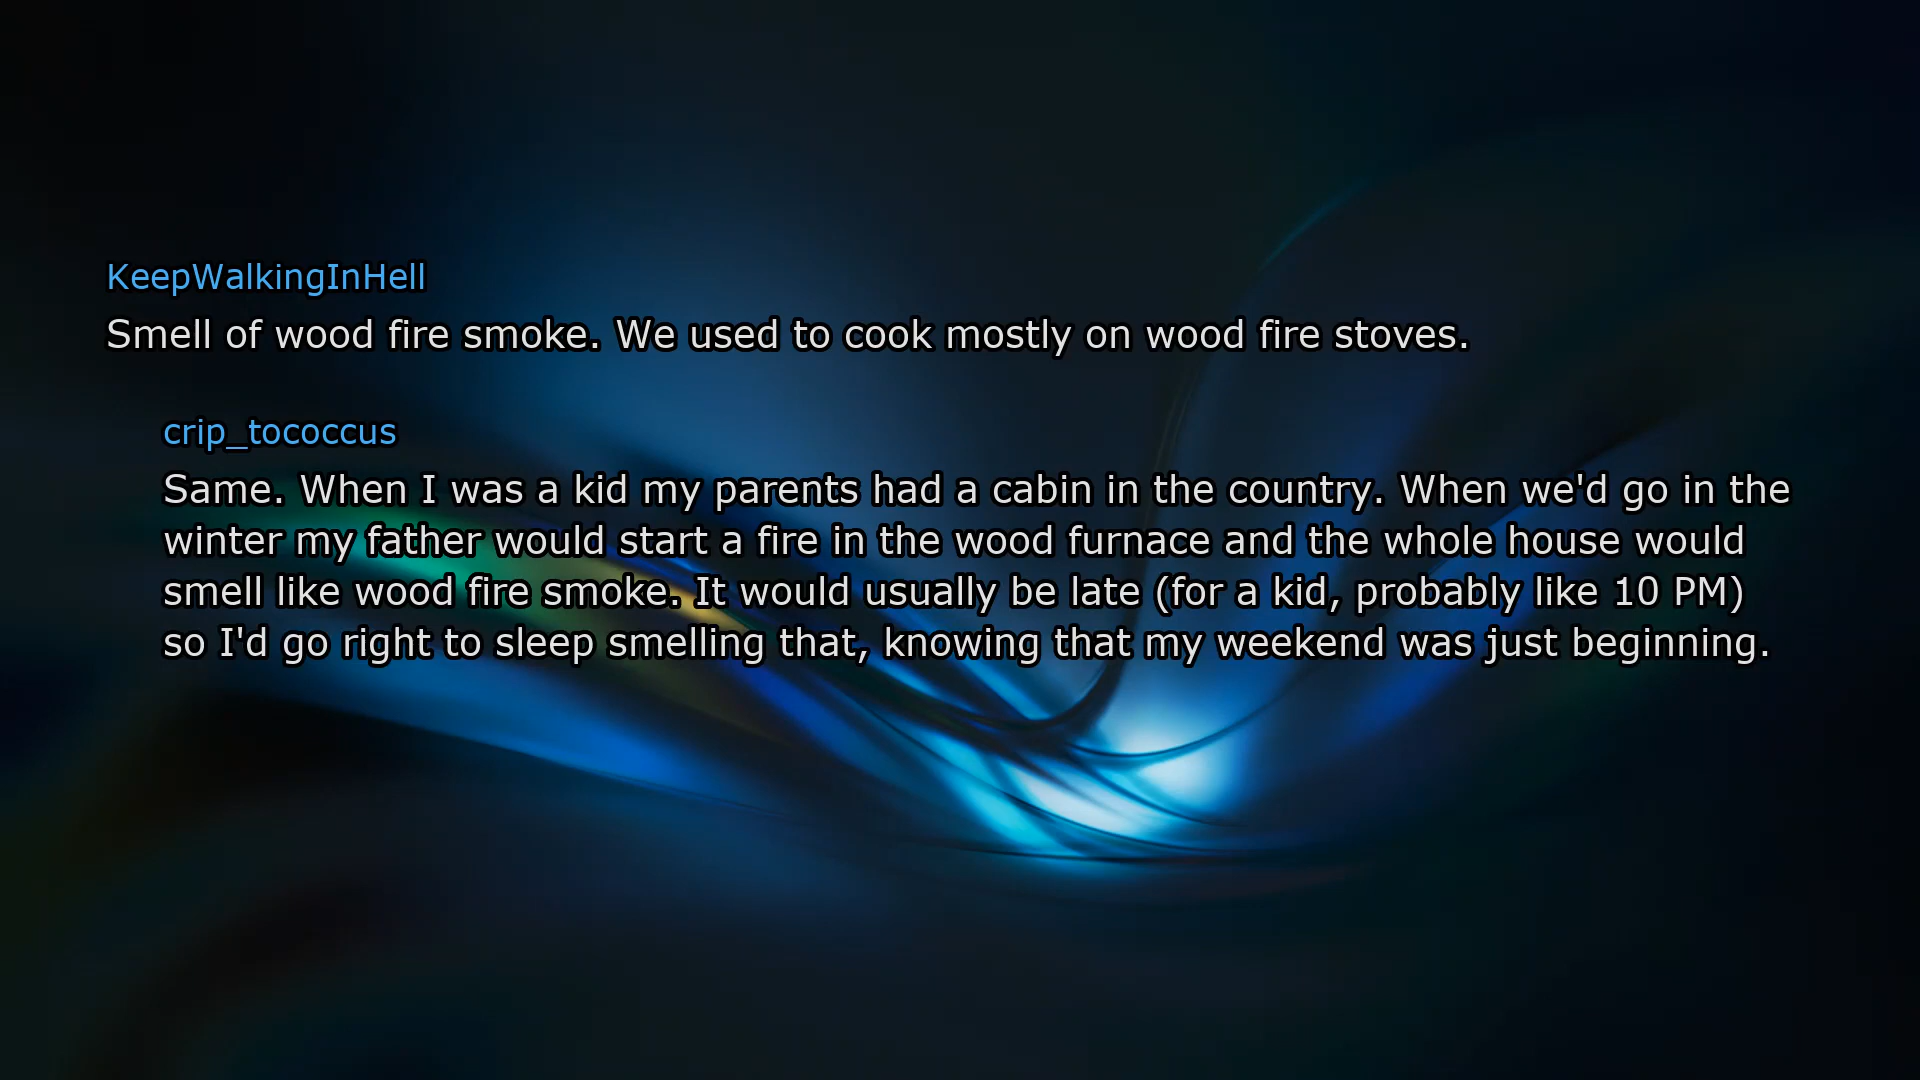 KeepWalkingInHell
Smell of wood fire smoke. We used to cook mostly on wood fire stoves.
crip_tococcus
Same. When I was a kid my parents had a cabin in the country. When we'd go in the
winter my father would start a fire in the wood furnace and the whole house would
smell like wood fire smoke. It would usually be late (for a kid, probably like 10 PM)
so I'd go right to sleep smelling that, knowing that my weekend was just beginning.